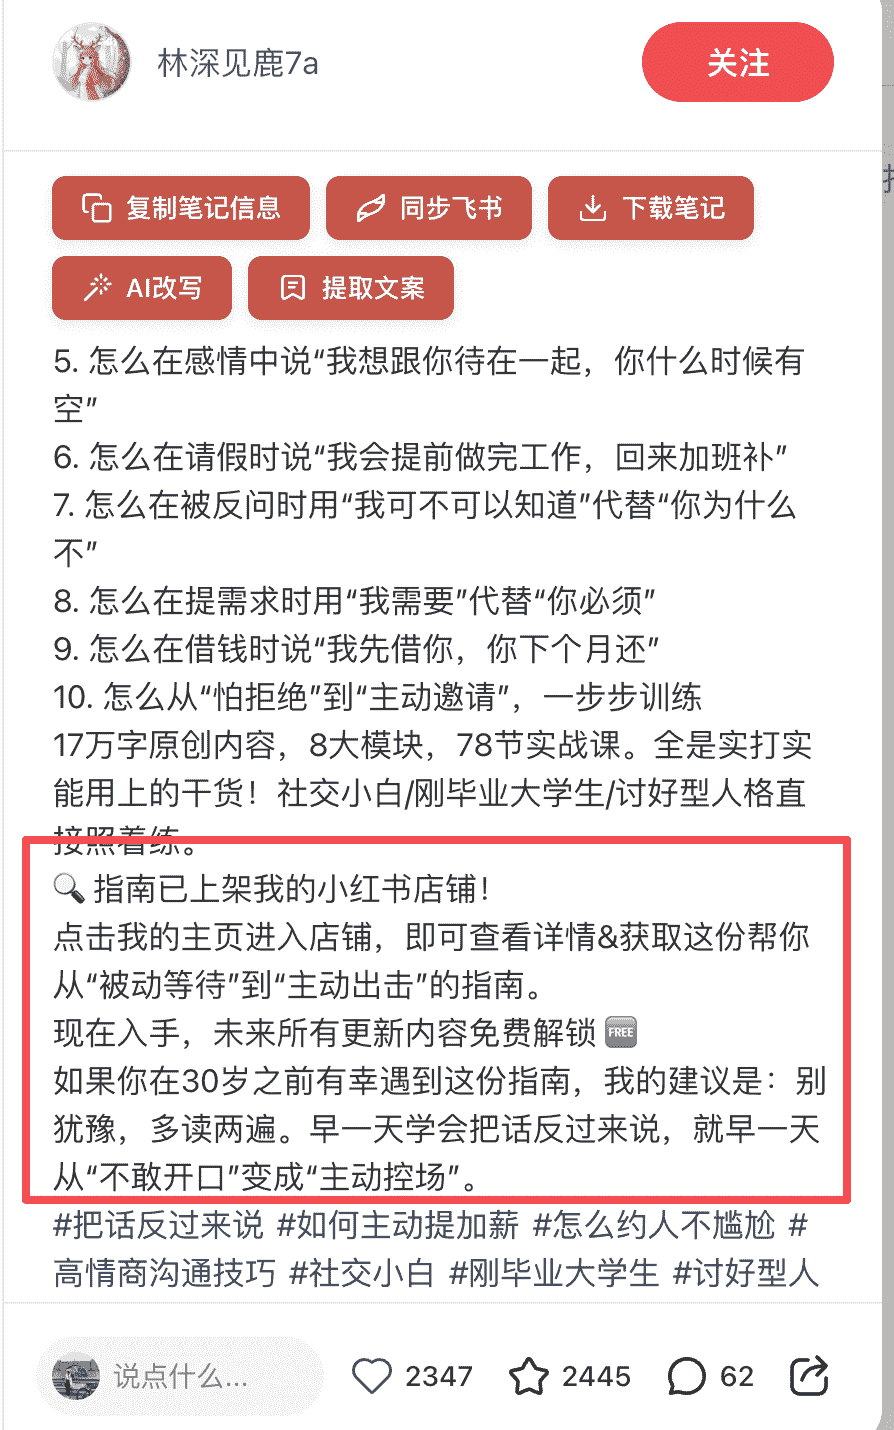 林深见鹿7a
关注
复制笔记信息
同步飞书
下载笔记
AI改写
提取文案
5. 怎么在感情中说“我想跟你待在一起，你什么时候有
空”
6. 怎么在请假时说“我会提前做完工作，回来加班补”
7. 怎么在被反问时用“我可不可以知道”代替“你为什么
不”
8. 怎么在提需求时用“我需要”代替“你必须”
9. 怎么在借钱时说“我先借你，你下个月还”
10. 怎么从“怕拒绝”到“主动邀请”，一步步训练
17万字原创内容，8大模块，78节实战课。全是实打实
能用上的干货！社交小白/刚毕业大学生/讨好型人格直
接照着练。
🔍 指南已上架我的小红书店铺！
点击我的主页进入店铺，即可查看详情&获取这份帮你
从“被动等待”到“主动出击”的指南。
现在入手，未来所有更新内容免费解锁 🆓
如果你在30岁之前有幸遇到这份指南，我的建议是：别
犹豫，多读两遍。早一天学会把话反过来说，就早一天
从“不敢开口”变成“主动控场”。
#把话反过来说 #如何主动提加薪 #怎么约人不尴尬 #
高情商沟通技巧 #社交小白 #刚毕业大学生 #讨好型人
说点什么...
2347
2445
62